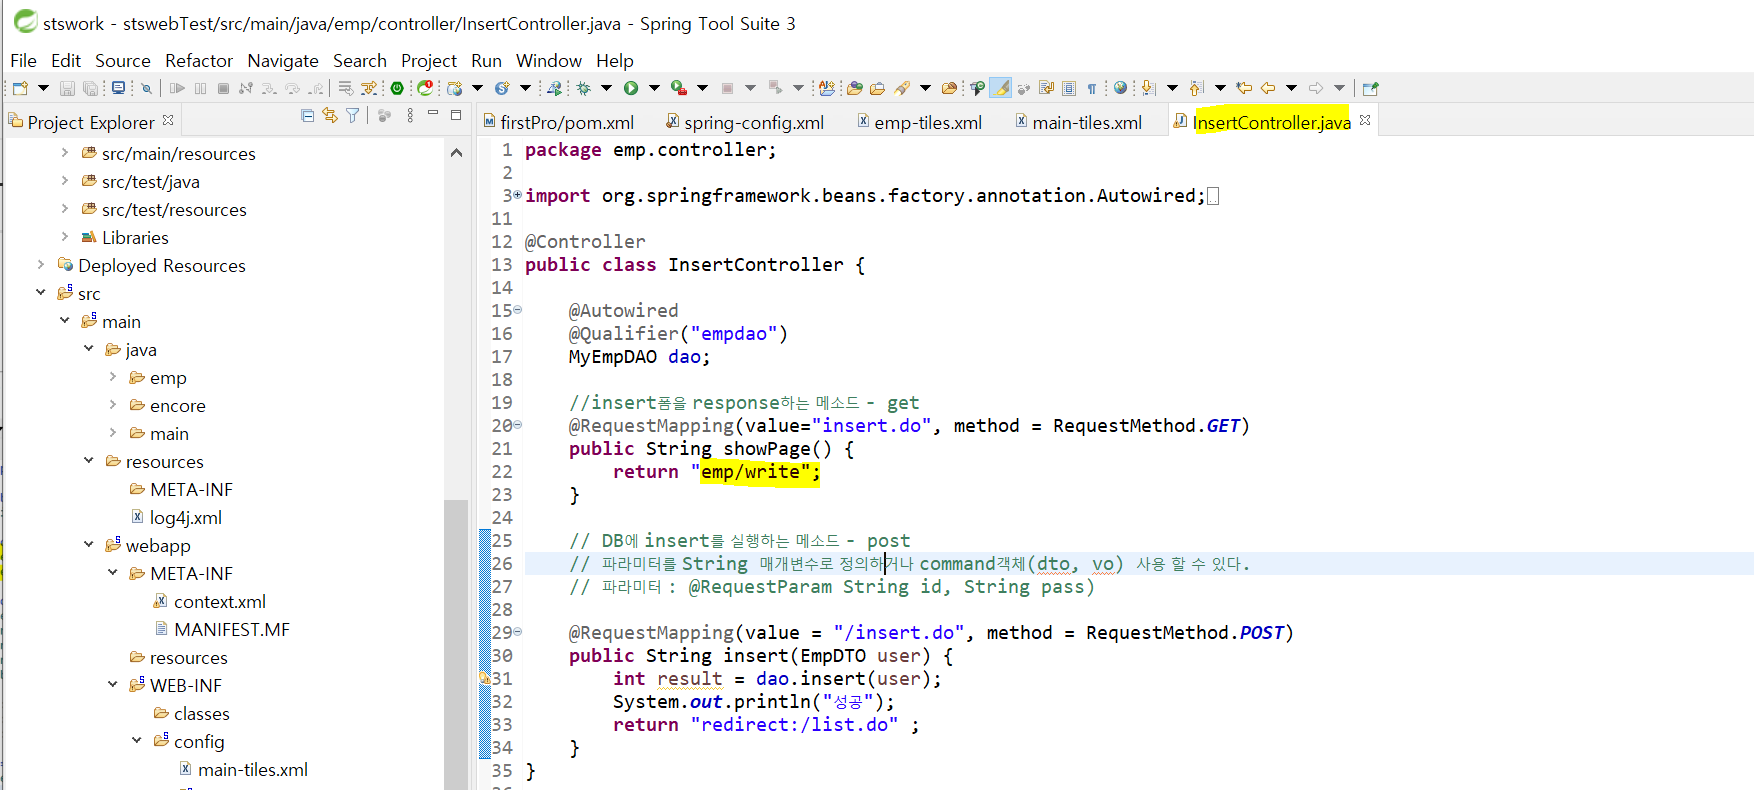 stswork - stswebTest/src/main/java/emp/controller/InsertController.java - Spring Tool Suite 3
File Edit Source Refactor Navigate Search Project Run Window Help
Project Explorer
firstPro/pom.xml
spring-config.xml
emp-tiles.xml
main-tiles.xml
InsertController.java
src/main/resources
src/test/java
src/test/resources
Libraries
Deployed Resources
src
main
java
emp
encore
main
resources
META-INF
log4j.xml
webapp
META-INF
context.xml
MANIFEST.MF
resources
WEB-INF
classes
config
main-tiles.xml
1 package emp.controller;
2
3 import org.springframework.beans.factory.annotation.Autowired;
11
12 @Controller
13 public class InsertController {
14
15 @Autowired
16 @Qualifier("empdao")
17 MyEmpDAO dao;
18
19 //insert폼을 response하는 메소드 - get
20 @RequestMapping(value="insert.do", method = RequestMethod.GET)
21 public String showPage() {
22 return "emp/write";
23 }
24
25 // DB에 insert를 실행하는 메소드 - post
26 // 파라미터를 String 매개변수로 정의하거나 command객체(dto, vo) 사용 할 수 있다.
27 // 파라미터 : @RequestParam String id, String pass)
28
29 @RequestMapping(value = "/insert.do", method = RequestMethod.POST)
30 public String insert(EmpDTO user) {
31 int result = dao.insert(user);
32 System.out.println("성공");
33 return "redirect:/list.do" ;
34 }
35 }